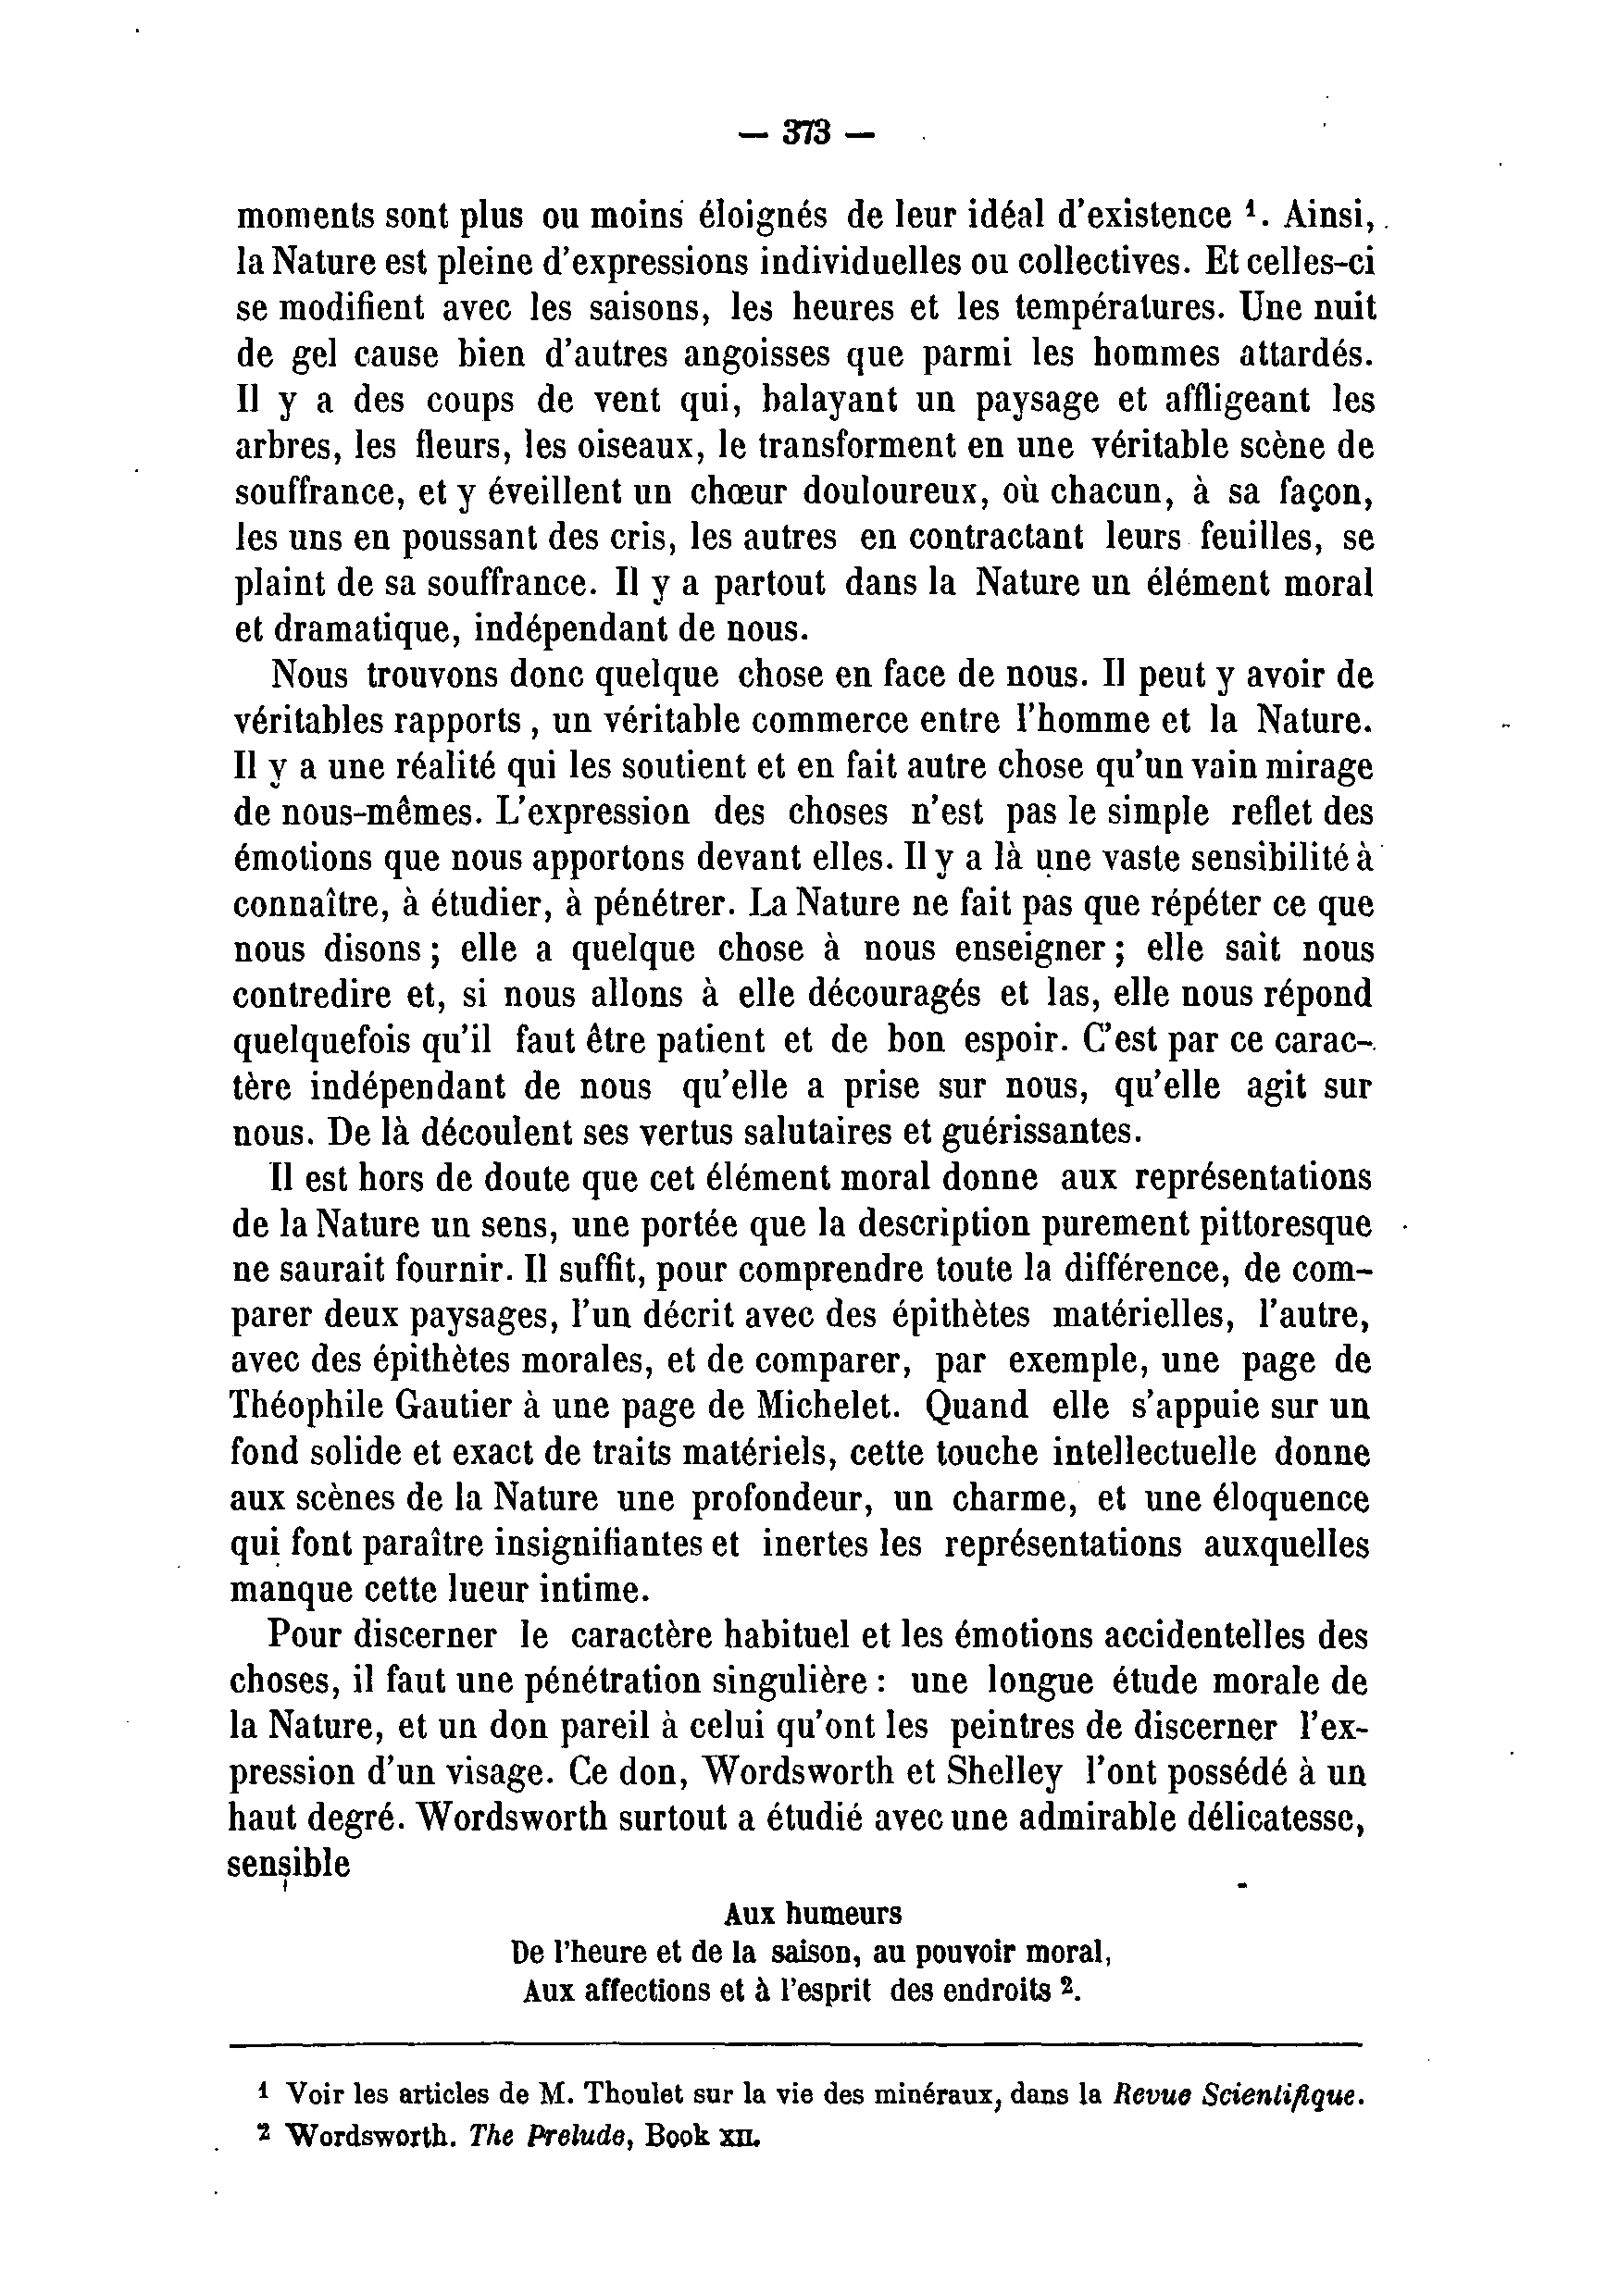 — 373 —
moments sont plus ou moins éloignés de leur idéal d'existence ¹. Ainsi,
la Nature est pleine d'expressions individuelles ou collectives. Et celles-ci
se modifient avec les saisons, les heures et les températures. Une nuit
de gel cause bien d'autres angoisses que parmi les hommes attardés.
Il y a des coups de vent qui, balayant un paysage et affligeant les
arbres, les fleurs, les oiseaux, le transforment en une véritable scène de
souffrance, et y éveillent un chœur douloureux, où chacun, à sa façon,
les uns en poussant des cris, les autres en contractant leurs feuilles, se
plaint de sa souffrance. Il y a partout dans la Nature un élément moral
et dramatique, indépendant de nous.
Nous trouvons donc quelque chose en face de nous. Il peut y avoir de
véritables rapports, un véritable commerce entre l'homme et la Nature.
Il y a une réalité qui les soutient et en fait autre chose qu'un vain mirage
de nous-mêmes. L'expression des choses n'est pas le simple reflet des
émotions que nous apportons devant elles. Il y a là une vaste sensibilité à
connaître, à étudier, à pénétrer. La Nature ne fait pas que répéter ce que
nous disons ; elle a quelque chose à nous enseigner ; elle sait nous
contredire et, si nous allons à elle découragés et las, elle nous répond
quelquefois qu'il faut être patient et de bon espoir. C'est par ce carac-
tère indépendant de nous qu'elle a prise sur nous, qu'elle agit sur
nous. De là découlent ses vertus salutaires et guérissantes.
Il est hors de doute que cet élément moral donne aux représentations
de la Nature un sens, une portée que la description purement pittoresque
ne saurait fournir. Il suffit, pour comprendre toute la différence, de com-
parer deux paysages, l'un décrit avec des épithètes matérielles, l'autre,
avec des épithètes morales, et de comparer, par exemple, une page de
Théophile Gautier à une page de Michelet. Quand elle s'appuie sur un
fond solide et exact de traits matériels, cette touche intellectuelle donne
aux scènes de la Nature une profondeur, un charme, et une éloquence
qui font paraître insignifiantes et inertes les représentations auxquelles
manque cette lueur intime.
Pour discerner le caractère habituel et les émotions accidentelles des
choses, il faut une pénétration singulière : une longue étude morale de
la Nature, et un don pareil à celui qu'ont les peintres de discerner l'ex-
pression d'un visage. Ce don, Wordsworth et Shelley l'ont possédé à un
haut degré. Wordsworth surtout a étudié avec une admirable délicatesse,
sensible
Aux humeurs
De l'heure et de la saison, au pouvoir moral,
Aux affections et à l'esprit des endroits ².
¹ Voir les articles de M. Thoulet sur la vie des minéraux, dans la Revue Scientifique.
² Wordsworth. The Prelude, Book XII.